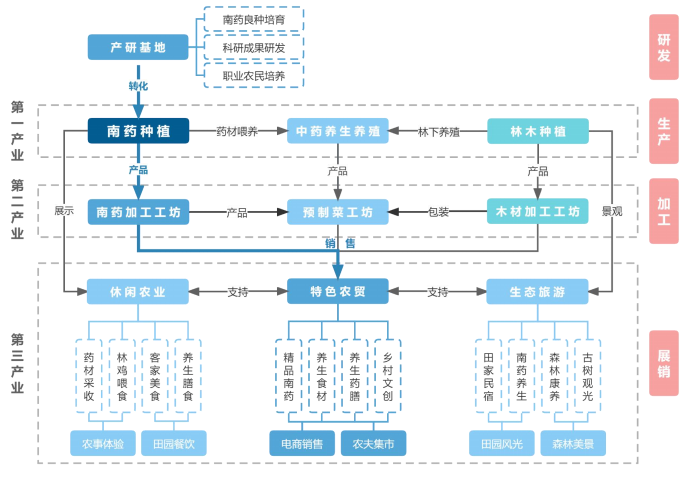 南药良种培育
产研基地
科研成果研发
职业农民培养
研发
转化
第一产业
南药种植
药材喂养
中药养生养殖
林下养殖
林木种植
生产
产品
产品
产品
第二产业
展示
南药加工工坊
产品
预制菜工坊
包装
木材加工工坊
景观
加工
销售
第三产业
休闲农业
支持
特色农贸
支持
生态旅游
药材采收
林鸡喂食
客家美食
养生膳食
精品南药
养生食材
养生药膳
乡村文创
田家民宿
南药养生
森林康养
古树观光
展销
农事体验
田园餐饮
电商销售
农夫集市
田园风光
森林美景